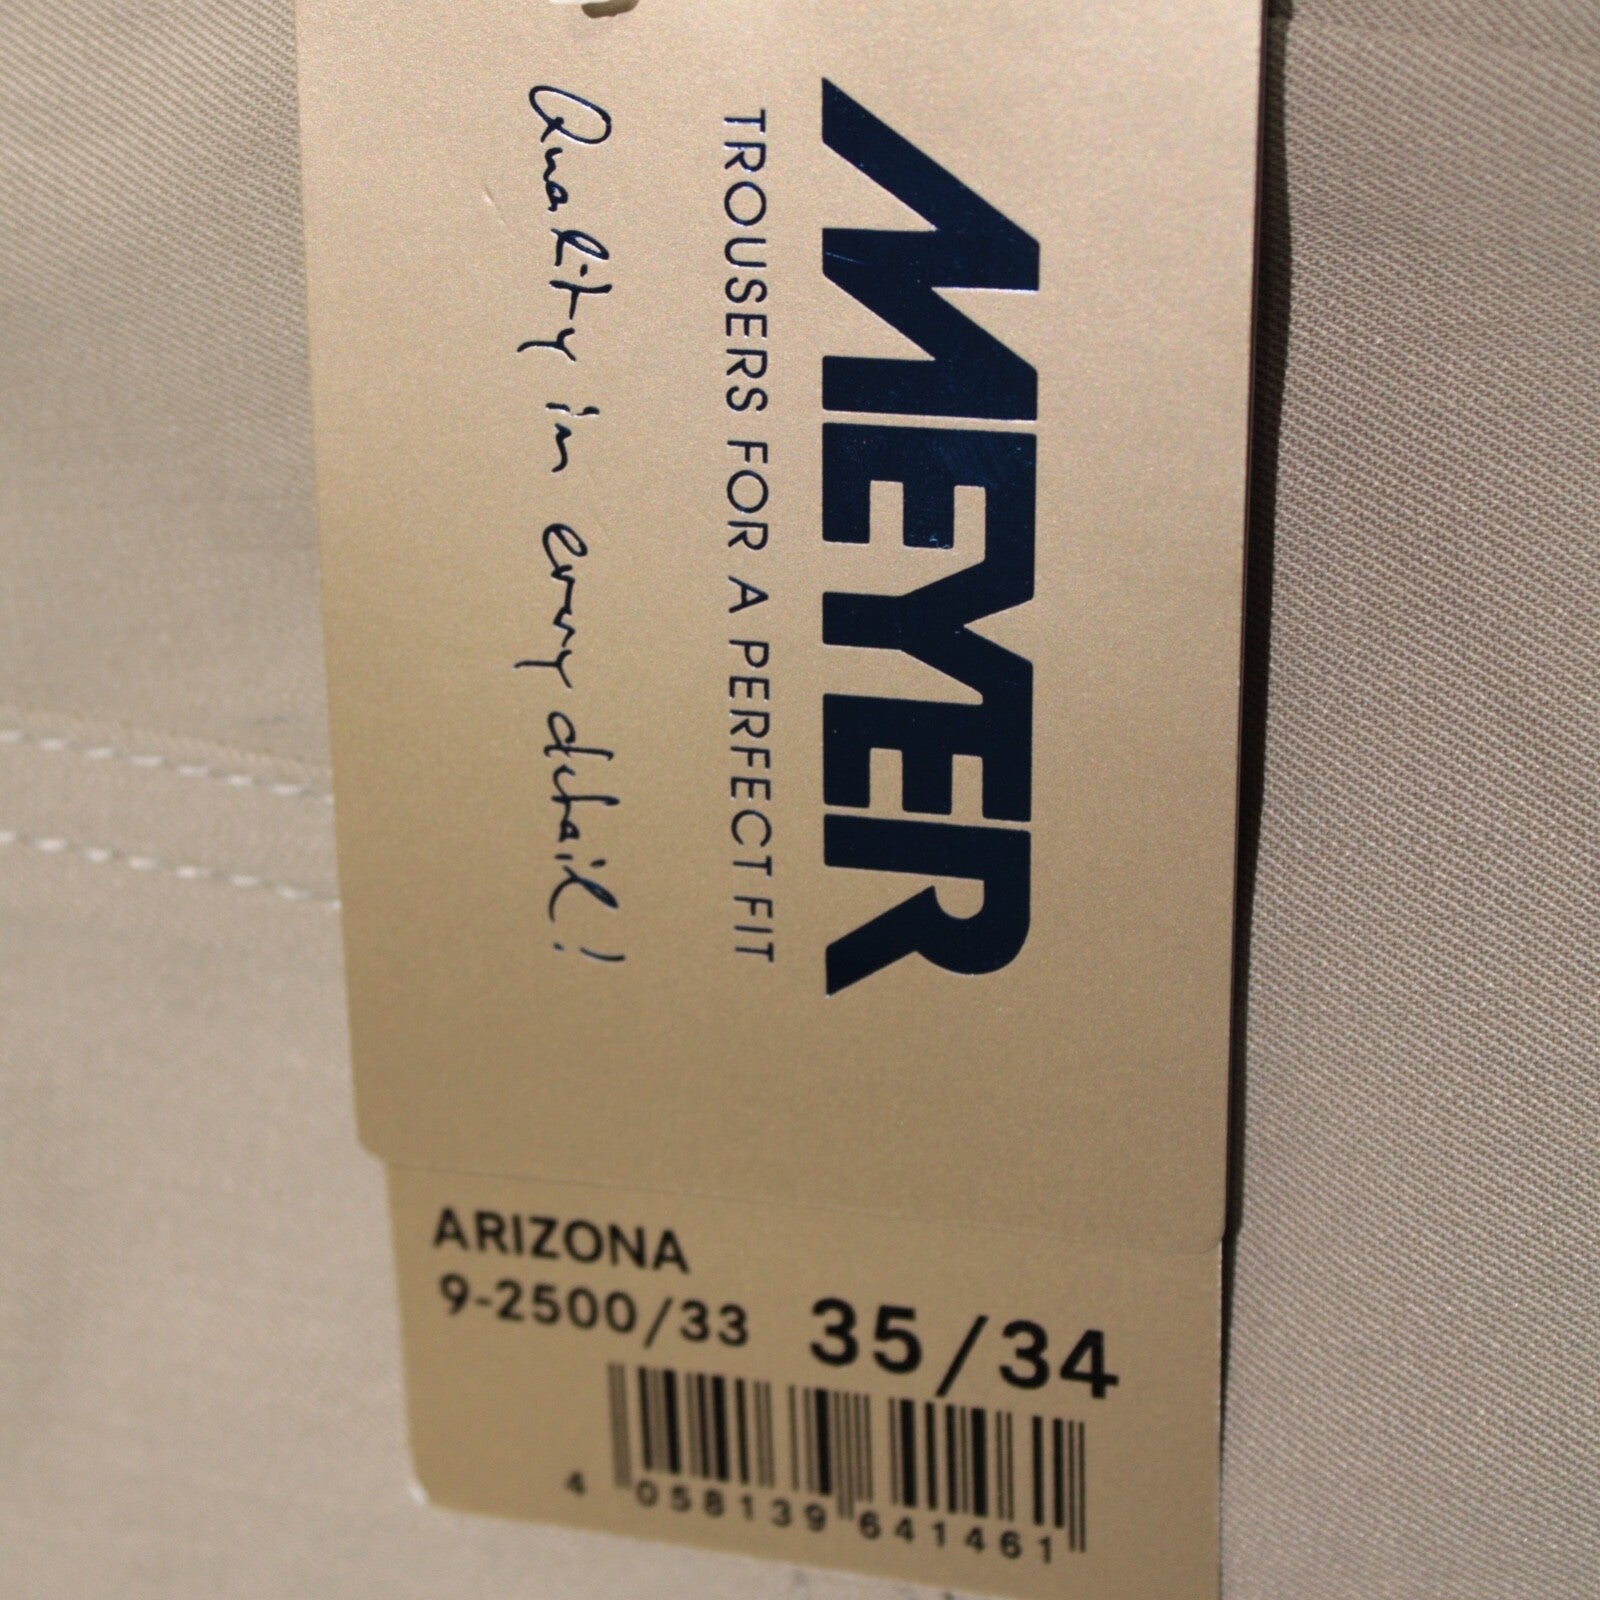 MEYER
TROUSERS FOR A PERFECT FIT
Quality in every detail!
ARIZONA
9-2500/33 35/34
4 058139 641461